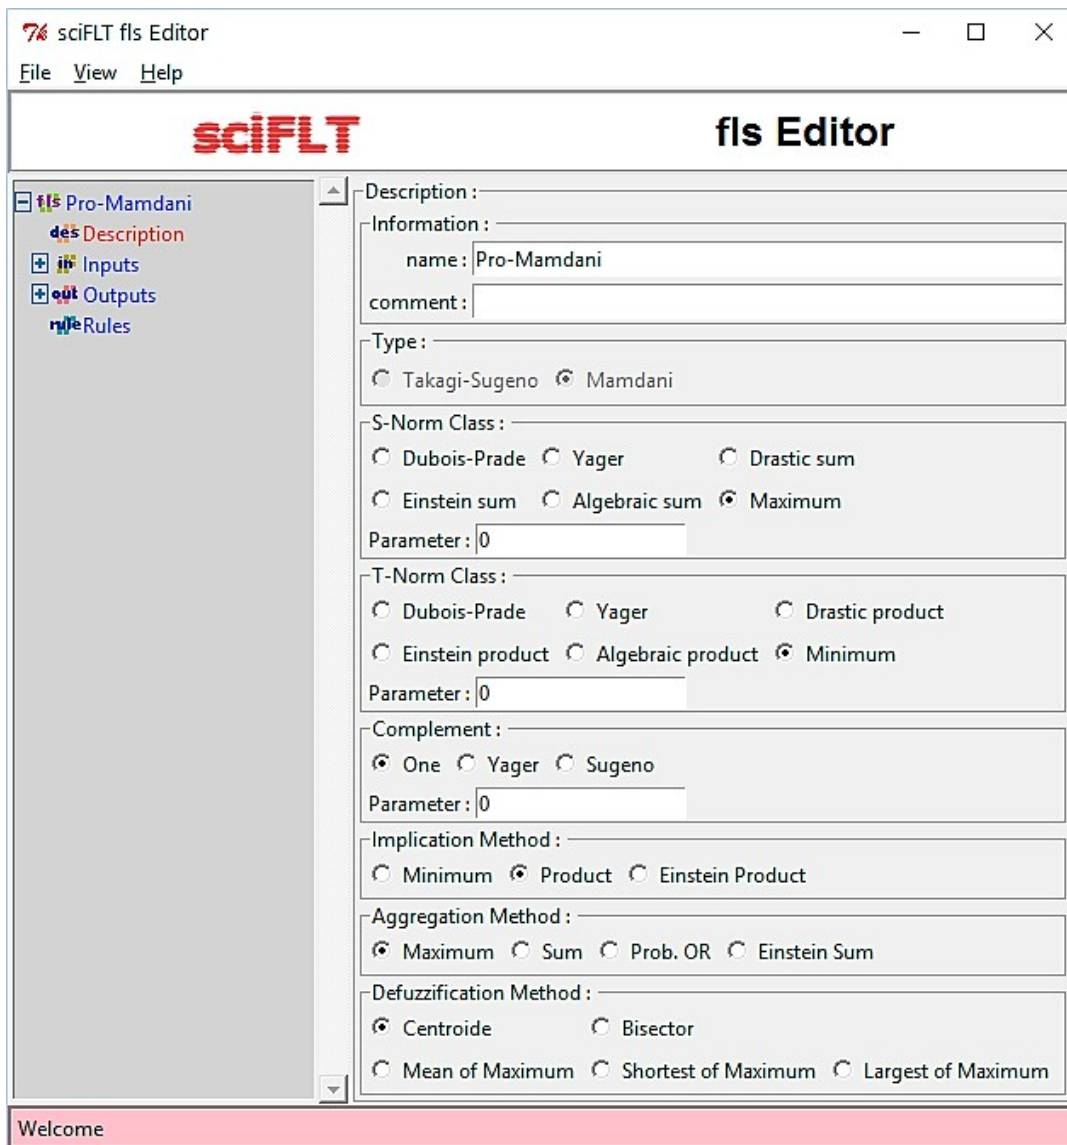 sciFLT fls Editor
File View Help
sciFLT fls Editor
fls Pro-Mamdani
des Description
in Inputs
out Outputs
rule Rules
Description :
Information :
name : Pro-Mamdani
comment :
Type :
Takagi-Sugeno Mamdani
S-Norm Class :
Dubois-Prade Yager Drastic sum
Einstein sum Algebraic sum Maximum
Parameter : 0
T-Norm Class :
Dubois-Prade Yager Drastic product
Einstein product Algebraic product Minimum
Parameter : 0
Complement :
One Yager Sugeno
Parameter : 0
Implication Method :
Minimum Product Einstein Product
Aggregation Method :
Maximum Sum Prob. OR Einstein Sum
Defuzzification Method :
Centroide Bisector
Mean of Maximum Shortest of Maximum Largest of Maximum
Welcome